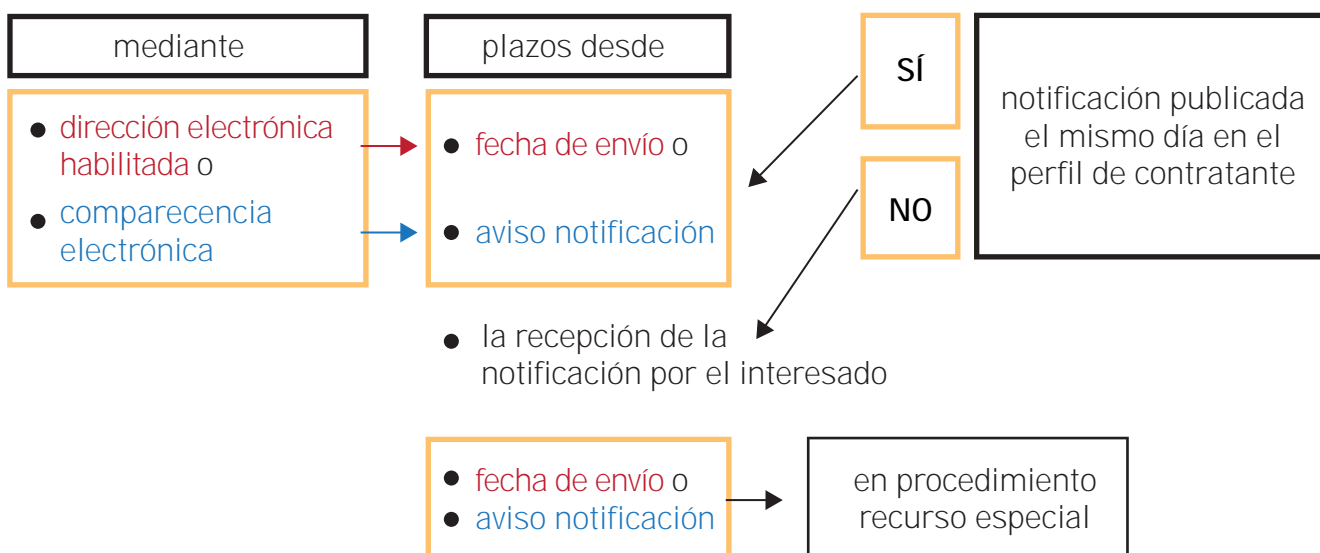 mediante
plazos desde
SÍ
notificación publicada
el mismo día en el
perfil de contratante
NO
● dirección electrónica
habilitada o
● comparecencia
electrónica
● fecha de envío o
● aviso notificación
● la recepción de la
notificación por el interesado
● fecha de envío o
● aviso notificación
en procedimiento
recurso especial